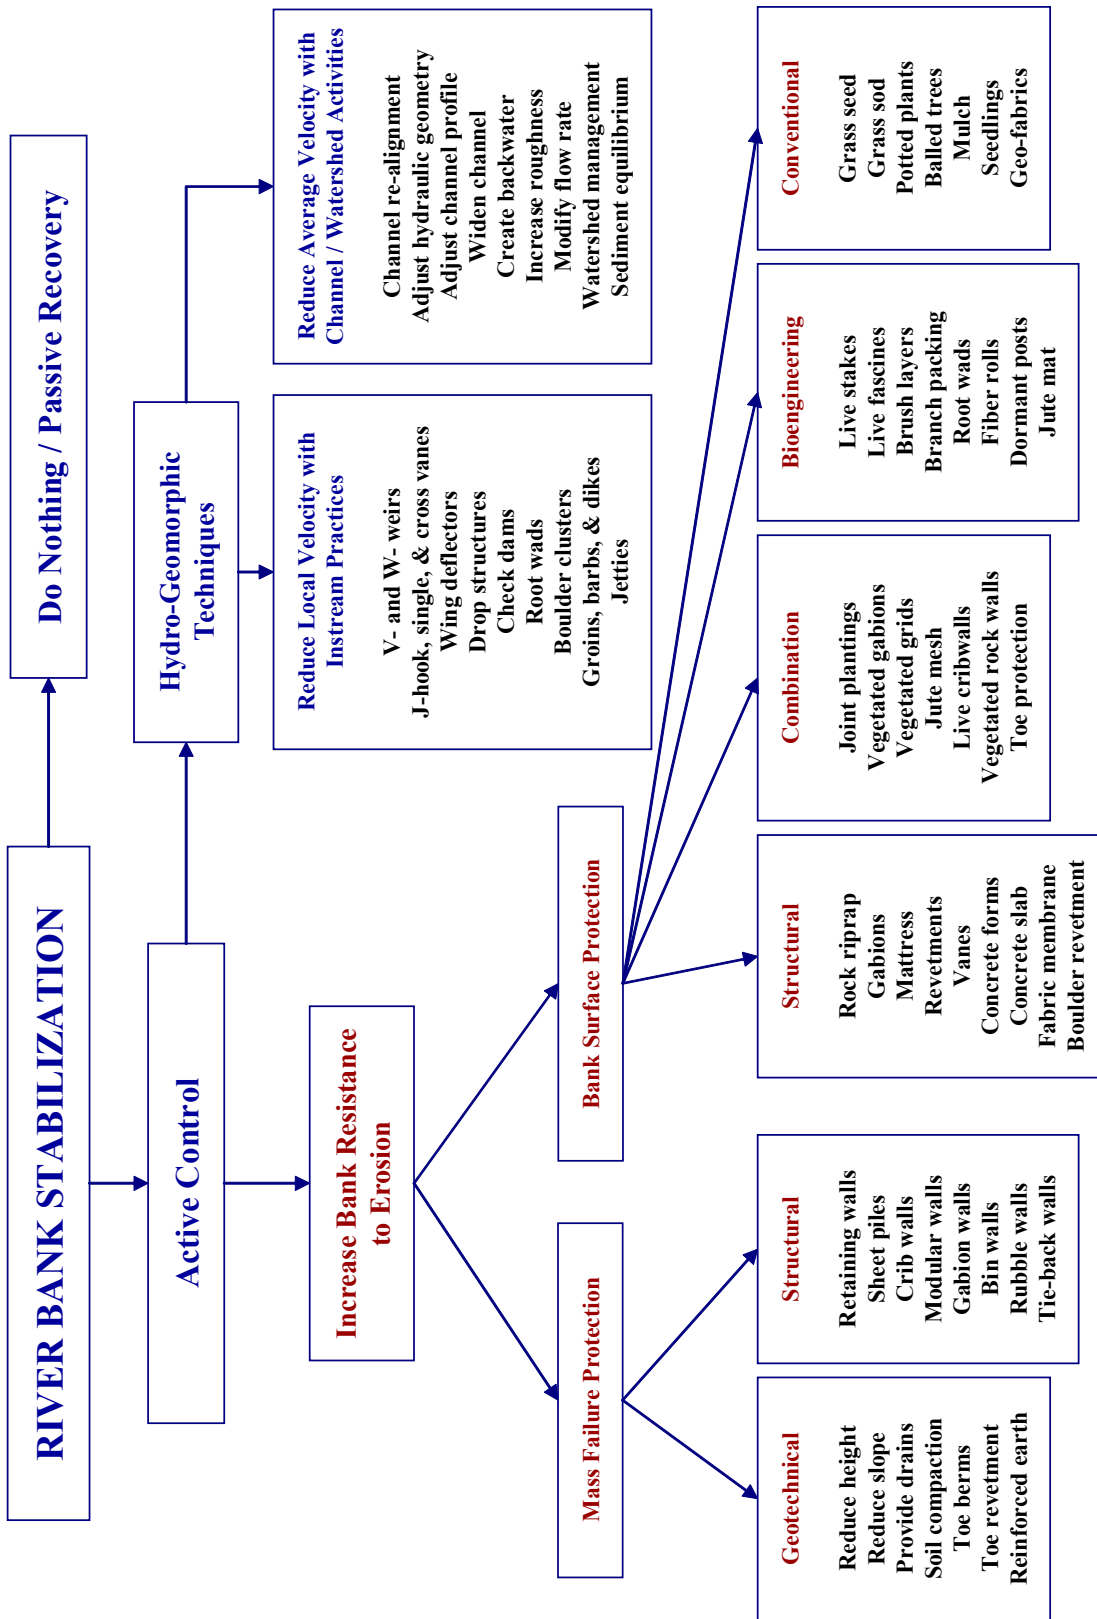 RIVER BANK STABILIZATION
Do Nothing / Passive Recovery
Active Control
Hydro-Geomorphic
Techniques
Increase Bank Resistance
to Erosion
Reduce Local Velocity with
Instream Practices
V- and W- weirs
J-hook, single, & cross vanes
Wing deflectors
Drop structures
Check dams
Root wads
Boulder clusters
Groins, barbs, & dikes
Jetties
Reduce Average Velocity with
Channel / Watershed Activities
Channel re-alignment
Adjust hydraulic geometry
Adjust channel profile
Widen channel
Create backwater
Increase roughness
Modify flow rate
Watershed management
Sediment equilibrium
Mass Failure Protection
Bank Surface Protection
Geotechnical
Reduce height
Reduce slope
Provide drains
Soil compaction
Toe berms
Toe revetment
Reinforced earth
Structural
Retaining walls
Sheet piles
Crib walls
Modular walls
Gabion walls
Bin walls
Rubble walls
Tie-back walls
Structural
Rock riprap
Gabions
Mattress
Revetments
Vanes
Concrete forms
Concrete slab
Fabric membrane
Boulder revetment
Combination
Joint plantings
Vegetated gabions
Vegetated grids
Jute mesh
Live cribwalls
Vegetated rock walls
Toe protection
Bioengineering
Live stakes
Live fascines
Brush layers
Branch packing
Root wads
Fiber rolls
Dormant posts
Jute mat
Conventional
Grass seed
Grass sod
Potted plants
Balled trees
Mulch
Seedlings
Geo-fabrics